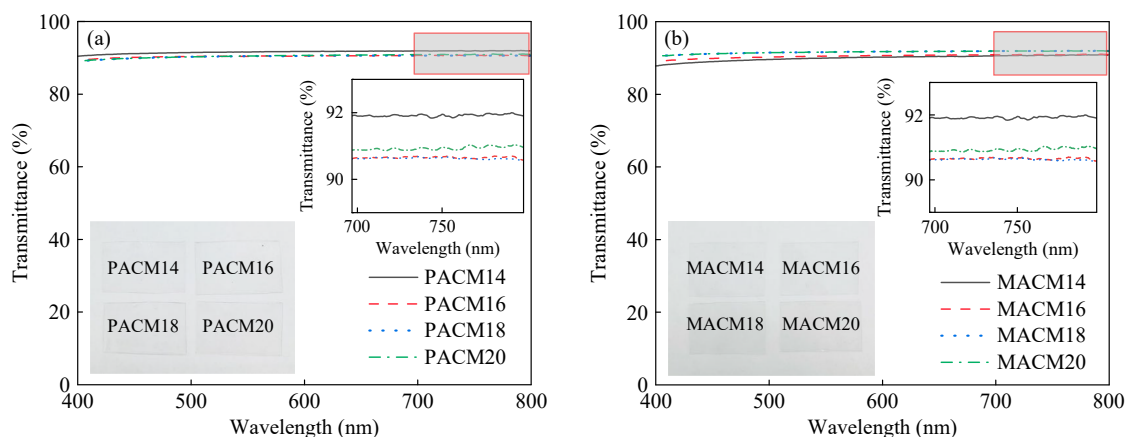 (a)
Transmittance (%)
100
80
60
40
20
0
400
500
600
700
800
Wavelength (nm)
Transmittance (%)
92
90
700
750
Wavelength (nm)
PACM14
PACM16
PACM18
PACM20
PACM14
PACM16
PACM18
PACM20
(b)
Transmittance (%)
100
80
60
40
20
0
400
500
600
700
800
Wavelength (nm)
Transmittance (%)
92
90
700
750
Wavelength (nm)
MACM14
MACM16
MACM18
MACM20
MACM14
MACM16
MACM18
MACM20